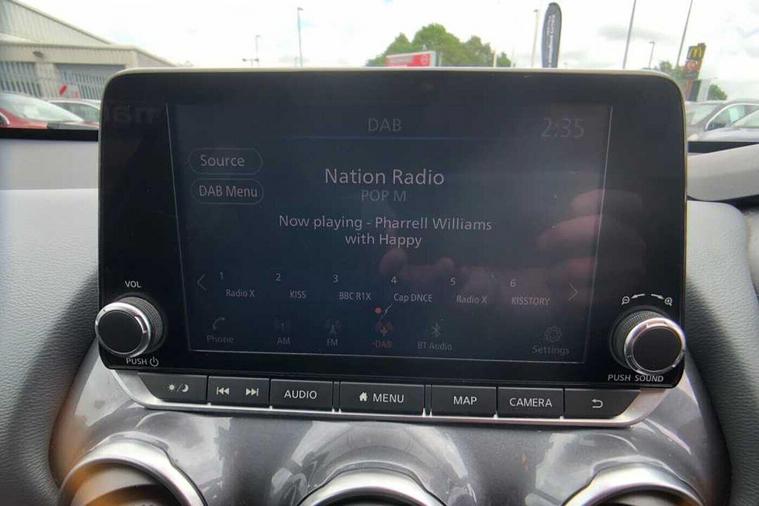 DAB
2:35
Source
Nation Radio
DAB Menu
POP M
Now playing - Pharrell Williams
with Happy
1 2 3 4 5 6
Radio X KISS BBC R1X Cap DNCE Radio X KISSTORY
Phone AM FM DAB BT Audio Settings
VOL
PUSH
PUSH SOUND
AUDIO MENU MAP CAMERA